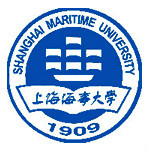 SHANGHAI MARITIME UNIVERSITY
上海海事大学
1909